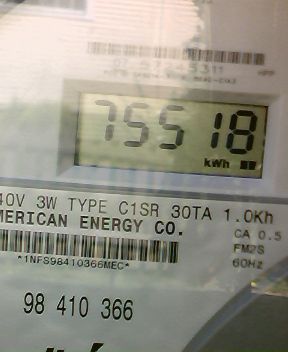 75518
kWh
40V 3W TYPE C1SR 30TA 1.0Kh
MERICAN ENERGY CO.
CA 0.5
FM2S
60Hz
*1NFS98410366MEC*
98 410 366